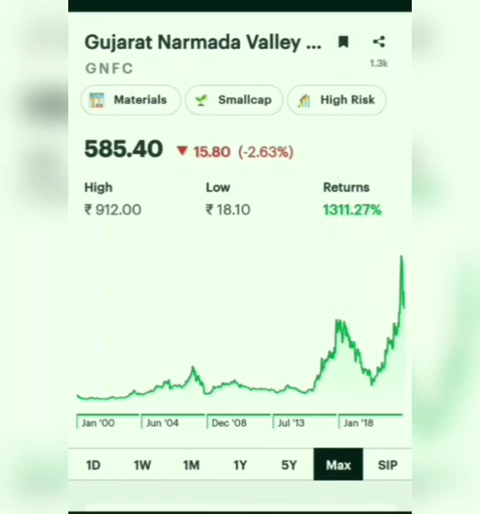 Gujarat Narmada Valley ...
GNFC
1.3k
Materials Smallcap High Risk
585.40 ▼ 15.80 (-2.63%)
High Low Returns
₹ 912.00 ₹ 18.10 1311.27%
Jan '00 Jun '04 Dec '08 Jul '13 Jan '18
1D 1W 1M 1Y 5Y Max SIP